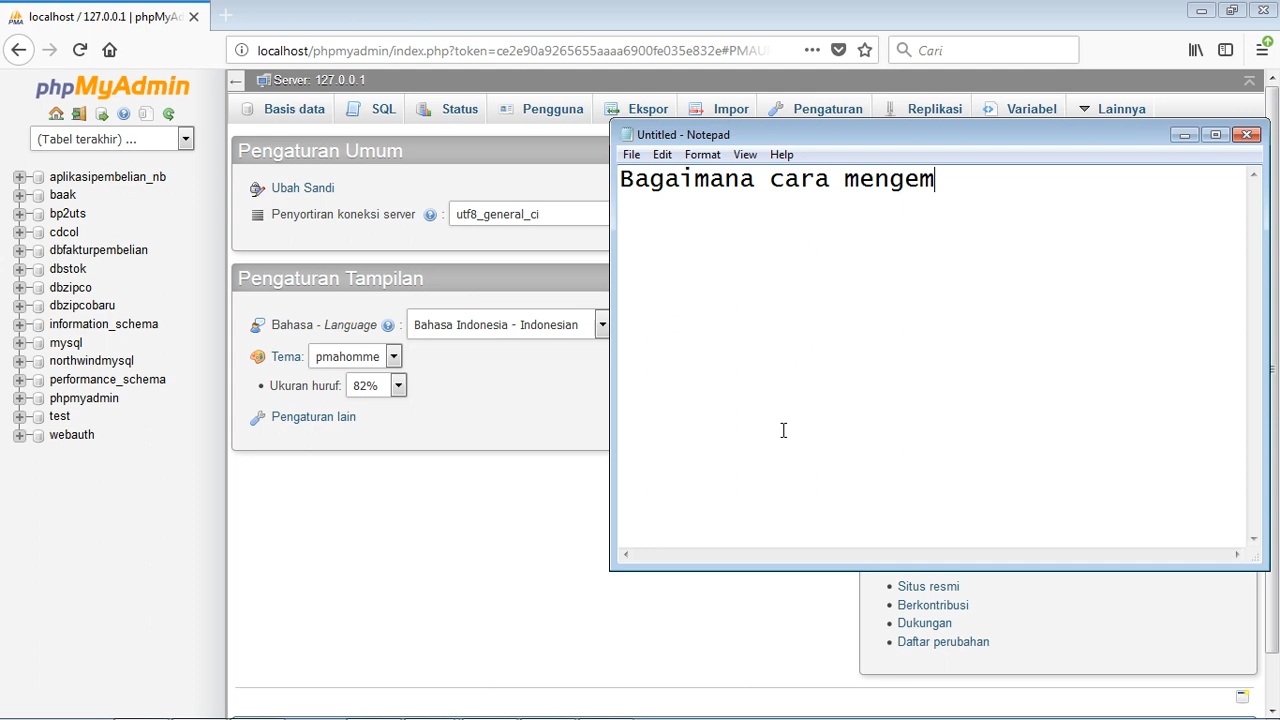 localhost / 127.0.0.1 | phpMyAd
localhost/phpmyadmin/index.php?token=ce2e90a9265655aaaa6900fe035e832e#PMAU
Cari
phpMyAdmin
(Tabel terakhir) ...
aplikasipembelian_nb
baak
bp2uts
cdcol
dbfakturpembelian
dbstok
dbzipco
dbzipcobaru
information_schema
mysql
northwindmysql
performance_schema
phpmyadmin
test
webauth
Server: 127.0.0.1
Basis data
SQL
Status
Pengguna
Ekspor
Impor
Pengaturan
Replikasi
Variabel
Lainnya
Pengaturan Umum
Ubah Sandi
Penyortiran koneksi server : utf8_general_ci
Pengaturan Tampilan
Bahasa - Language : Bahasa Indonesia - Indonesian
Tema: pmahomme
Ukuran huruf: 82%
Pengaturan lain
Untitled - Notepad
File Edit Format View Help
Bagaimana cara mengem
Situs resmi
Berkontribusi
Dukungan
Daftar perubahan